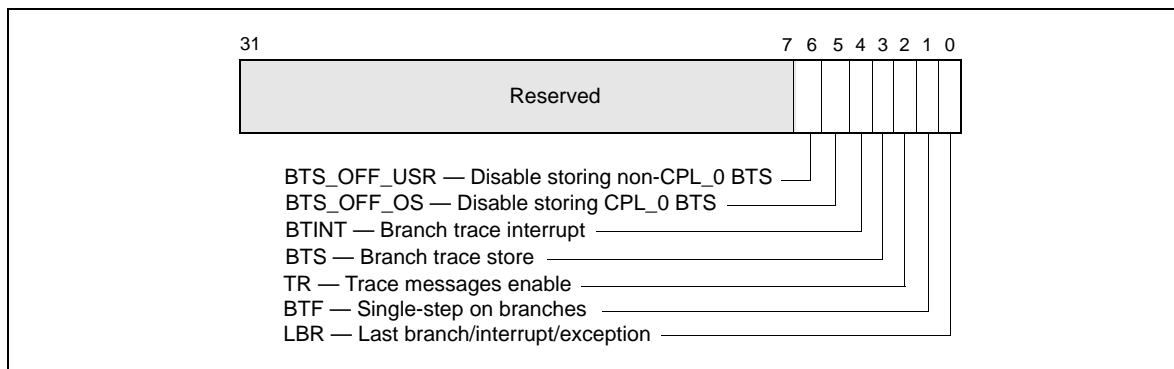 31 7 6 5 4 3 2 1 0
Reserved
BTS_OFF_USR — Disable storing non-CPL_0 BTS
BTS_OFF_OS — Disable storing CPL_0 BTS
BTINT — Branch trace interrupt
BTS — Branch trace store
TR — Trace messages enable
BTF — Single-step on branches
LBR — Last branch/interrupt/exception